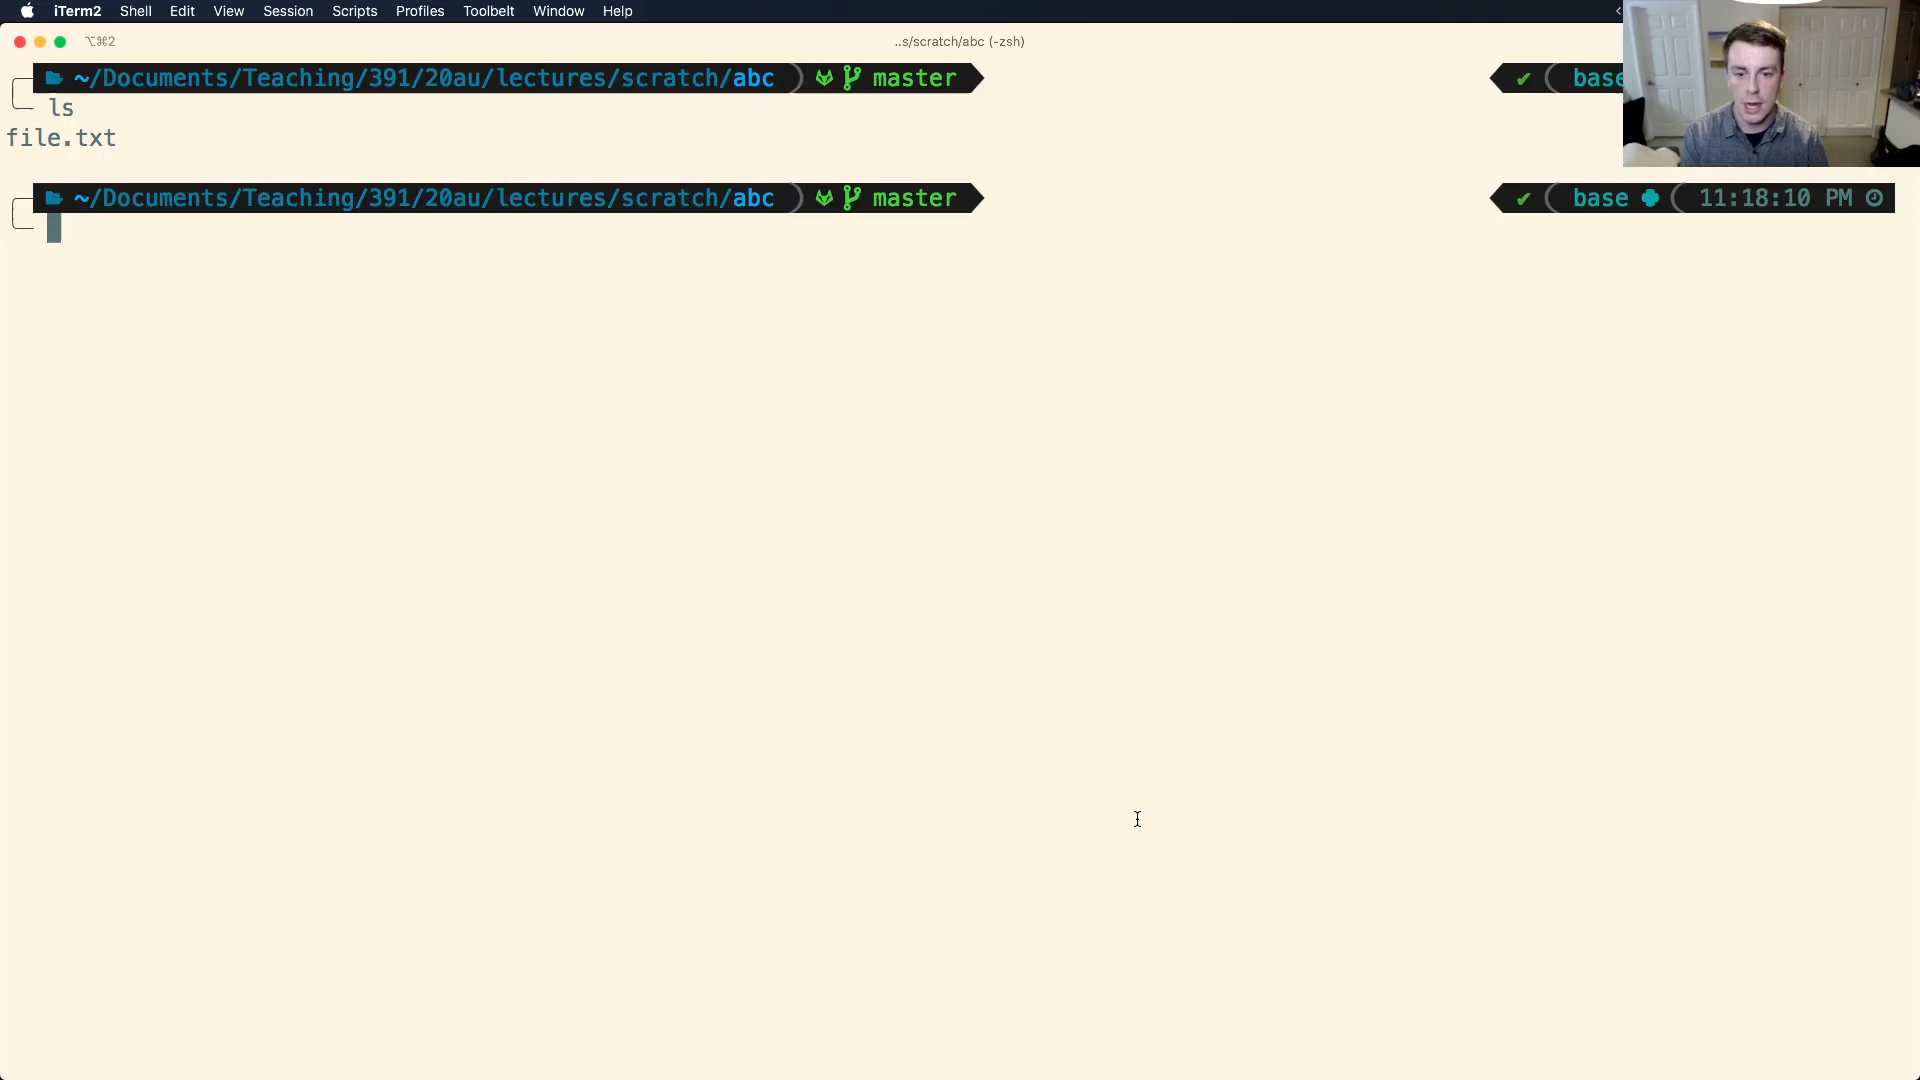 iTerm2 Shell Edit View Session Scripts Profiles Toolbelt Window Help
⌥⌘2 ..s/scratch/abc (-zsh)
~/Documents/Teaching/391/20au/lectures/scratch/abc master ✔ base
ls
file.txt
~/Documents/Teaching/391/20au/lectures/scratch/abc master ✔ base 11:18:10 PM